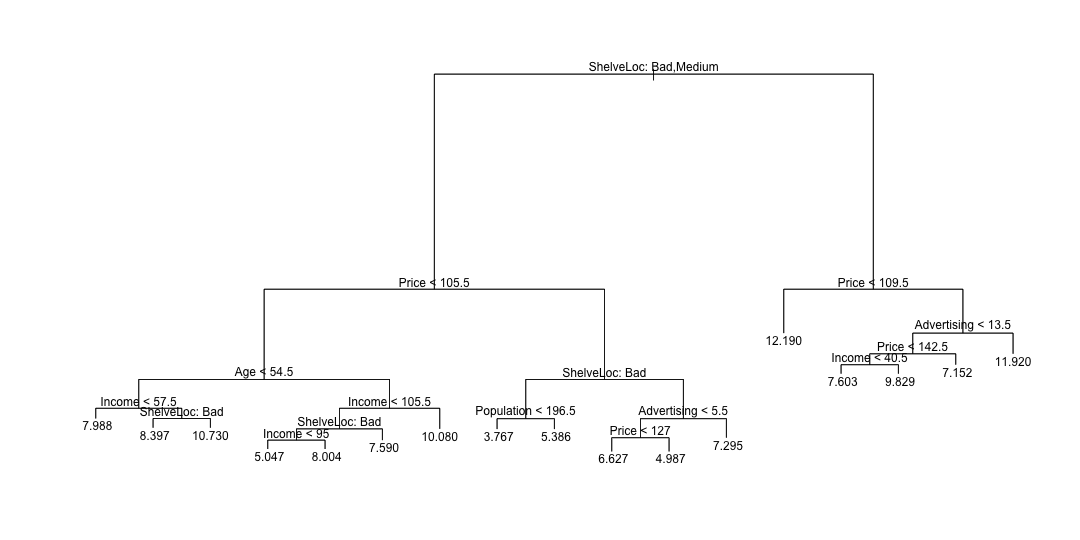 ShelveLoc: Bad,Medium
Price < 105.5
Price < 109.5
Advertising < 13.5
12.190
Price < 142.5
Income < 40.5
11.920
7.152
Age < 54.5
ShelveLoc: Bad
7.603
9.829
Income < 57.5
Income < 105.5
ShelveLoc: Bad
Population < 196.5
Advertising < 5.5
7.988
ShelveLoc: Bad
8.397
10.730
Income < 95
10.080
3.767
5.386
Price < 127
7.590
7.295
5.047
8.004
6.627
4.987